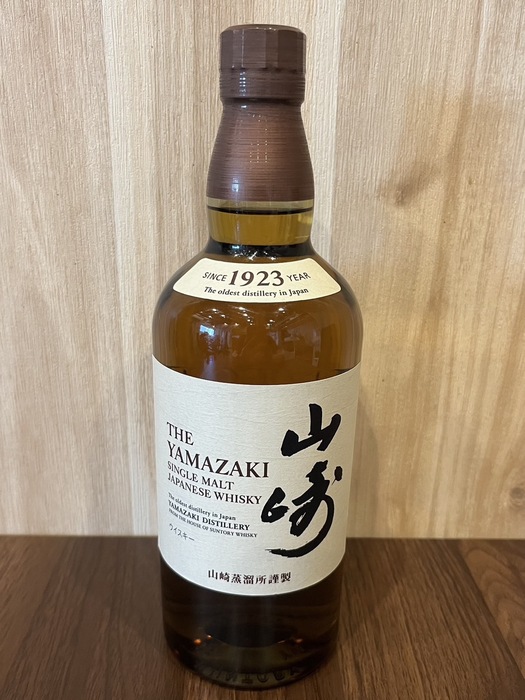 SINCE 1923 YEAR
The oldest distillery in Japan
THE
YAMAZAKI
SINGLE MALT
JAPANESE WHISKY
山崎
The oldest distillery in Japan
YAMAZAKI DISTILLERY
FROM THE HOUSE OF SUNTORY WHISKY
ウイスキー
山崎蒸溜所謹製